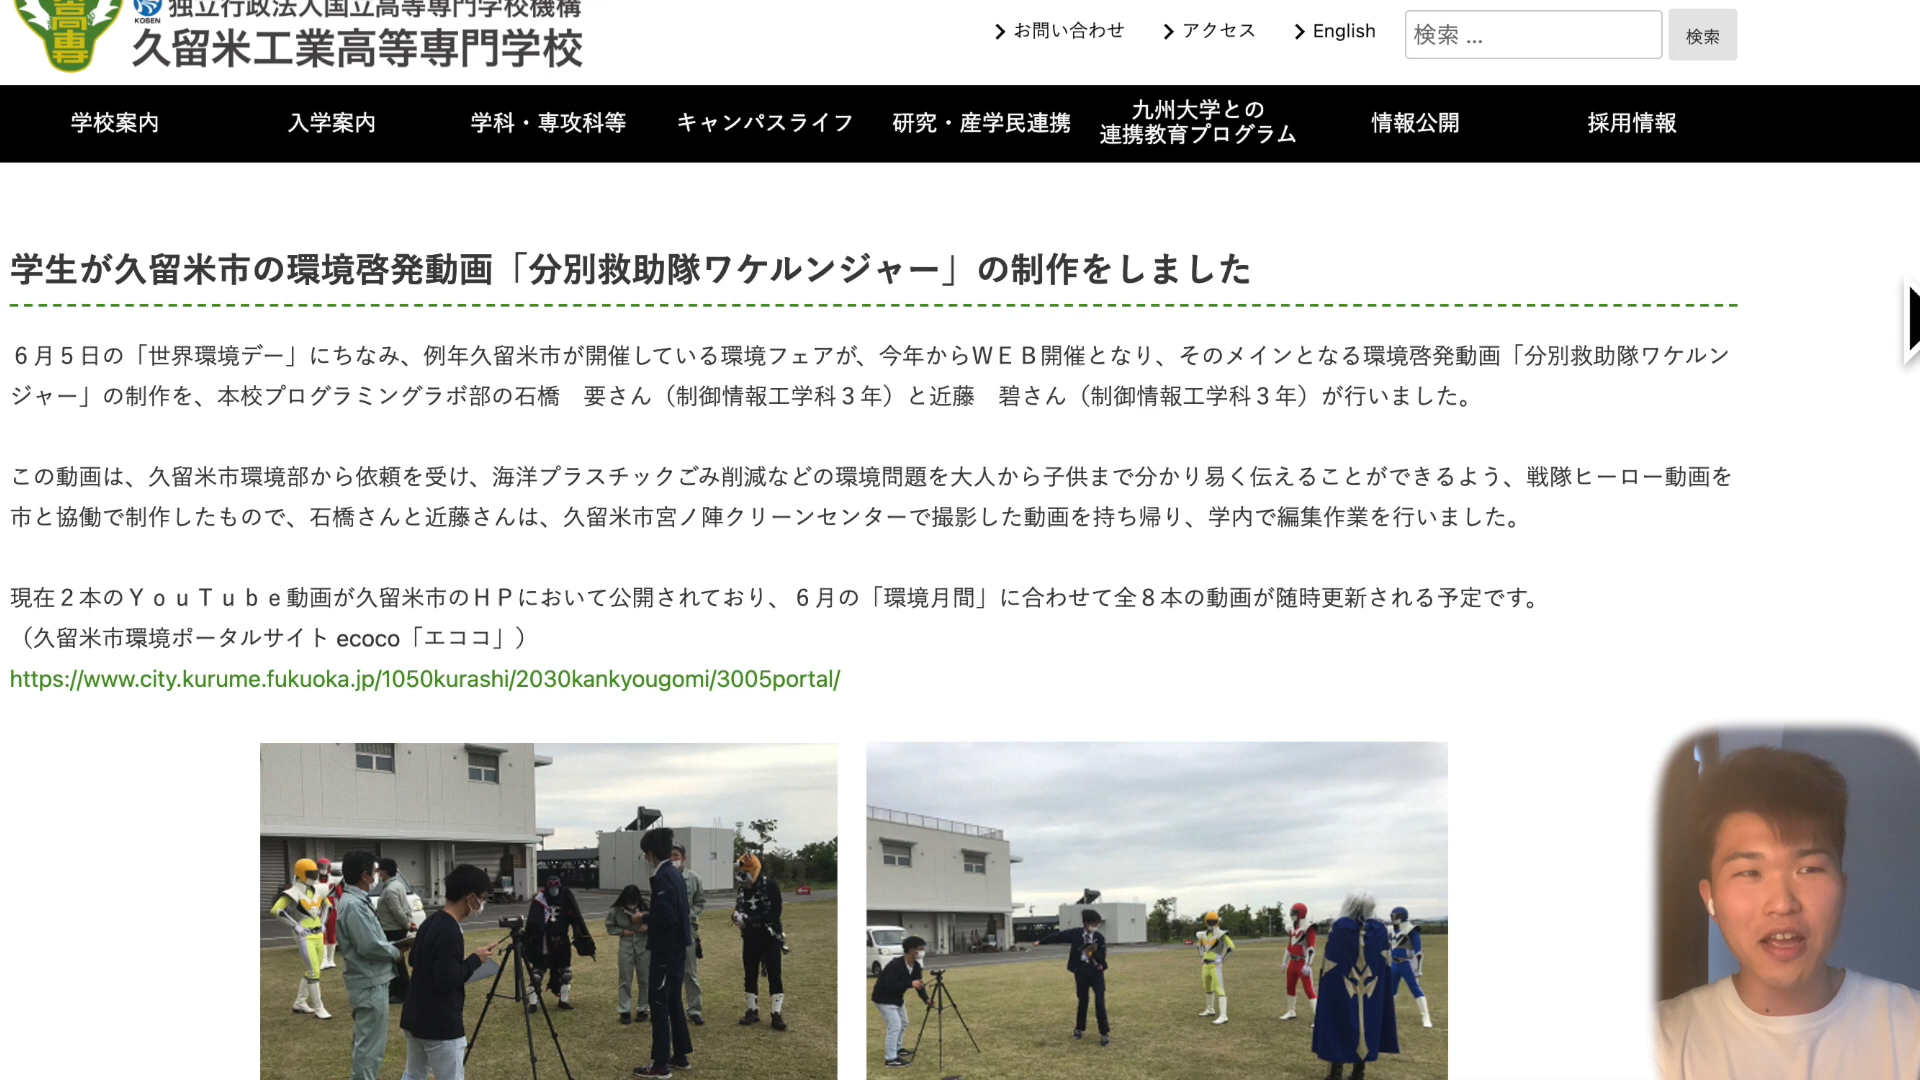 独立行政法人国立高等専門学校機構
高専
KOSEN
久留米工業高等専門学校
お問い合わせ
アクセス
English
検索 ...
検索
学校案内
入学案内
学科・専攻科等
キャンパスライフ
研究・産学民連携
九州大学との
連携教育プログラム
情報公開
採用情報
学生が久留米市の環境啓発動画「分別救助隊ワケルンジャー」の制作をしました
６月５日の「世界環境デー」にちなみ、例年久留米市が開催している環境フェアが、今年からＷＥＢ開催となり、そのメインとなる環境啓発動画「分別救助隊ワケルン
ジャー」の制作を、本校プログラミングラボ部の石橋　要さん（制御情報工学科３年）と近藤　碧さん（制御情報工学科３年）が行いました。
この動画は、久留米市環境部から依頼を受け、海洋プラスチックごみ削減などの環境問題を大人から子供まで分かり易く伝えることができるよう、戦隊ヒーロー動画を
市と協働で制作したもので、石橋さんと近藤さんは、久留米市宮ノ陣クリーンセンターで撮影した動画を持ち帰り、学内で編集作業を行いました。
現在２本のＹｏｕＴｕｂｅ動画が久留米市のＨＰにおいて公開されており、６月の「環境月間」に合わせて全８本の動画が随時更新される予定です。
（久留米市環境ポータルサイト ecoco「エココ」）
https://www.city.kurume.fukuoka.jp/1050kurashi/2030kankyougomi/3005portal/